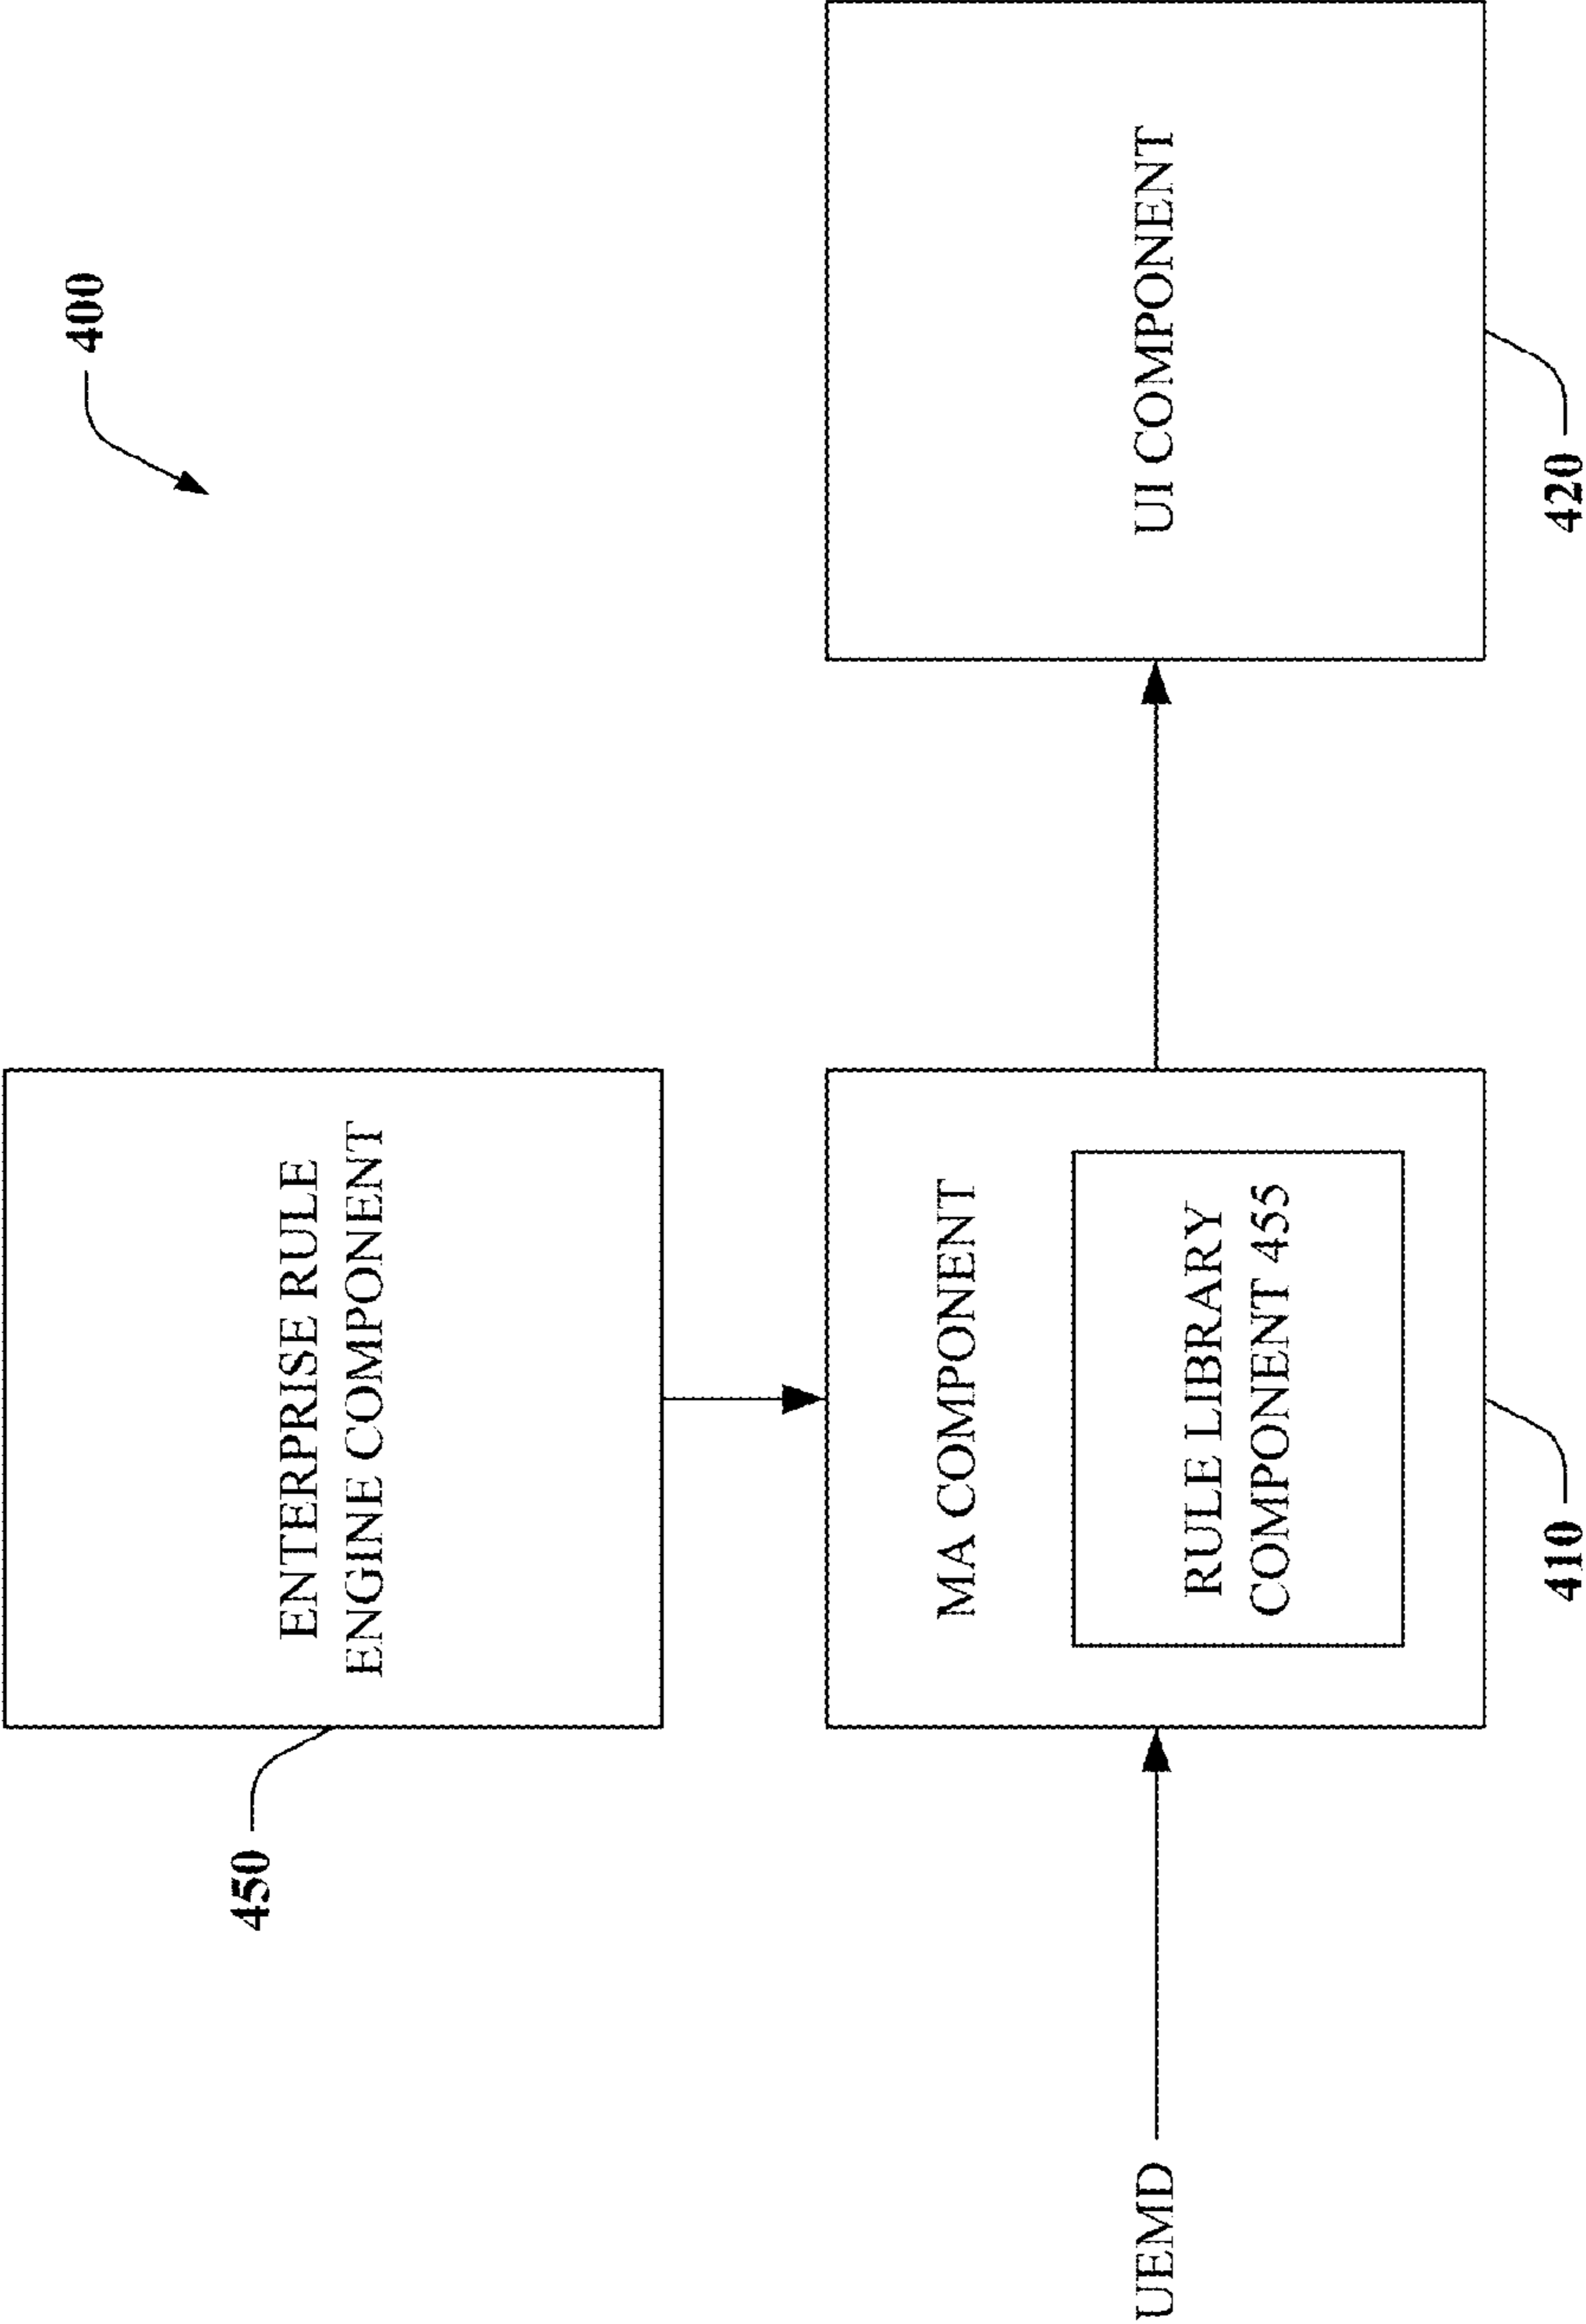 400
ENTERPRISE RULE
ENGINE COMPONENT
450
MA COMPONENT
RULE LIBRARY
COMPONENT 455
410
UI COMPONENT
420
UEMD